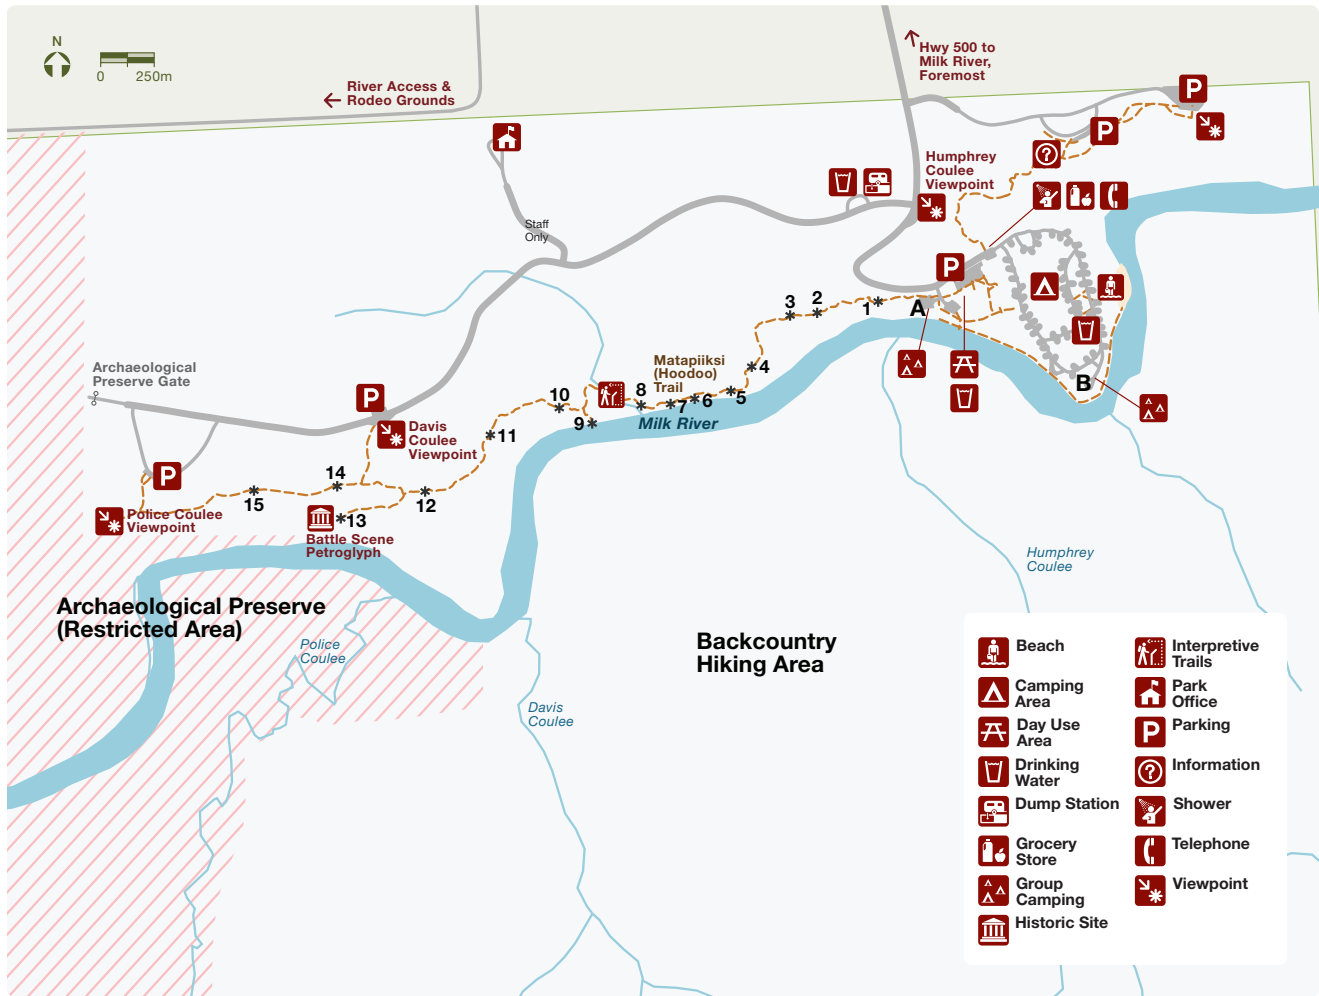 N
0 250m
River Access &
Rodeo Grounds
Hwy 500 to
Milk River,
Foremost
P
P
?
Humphrey
Coulee
Viewpoint
Staff
Only
P
A
B
1
2
3
4
5
6
7
8
9
10
11
12
13
14
15
Matapiiksi
(Hoodoo)
Trail
Milk River
Archaeological
Preserve Gate
P
Davis
Coulee
Viewpoint
P
Police Coulee
Viewpoint
Battle Scene
Petroglyph
Archaeological Preserve
(Restricted Area)
Police
Coulee
Davis
Coulee
Backcountry
Hiking Area
Humphrey
Coulee
Beach
Camping
Area
Day Use
Area
Drinking
Water
Dump Station
Grocery
Store
Group
Camping
Historic Site
Interpretive
Trails
Park
Office
P Parking
? Information
Shower
Telephone
Viewpoint